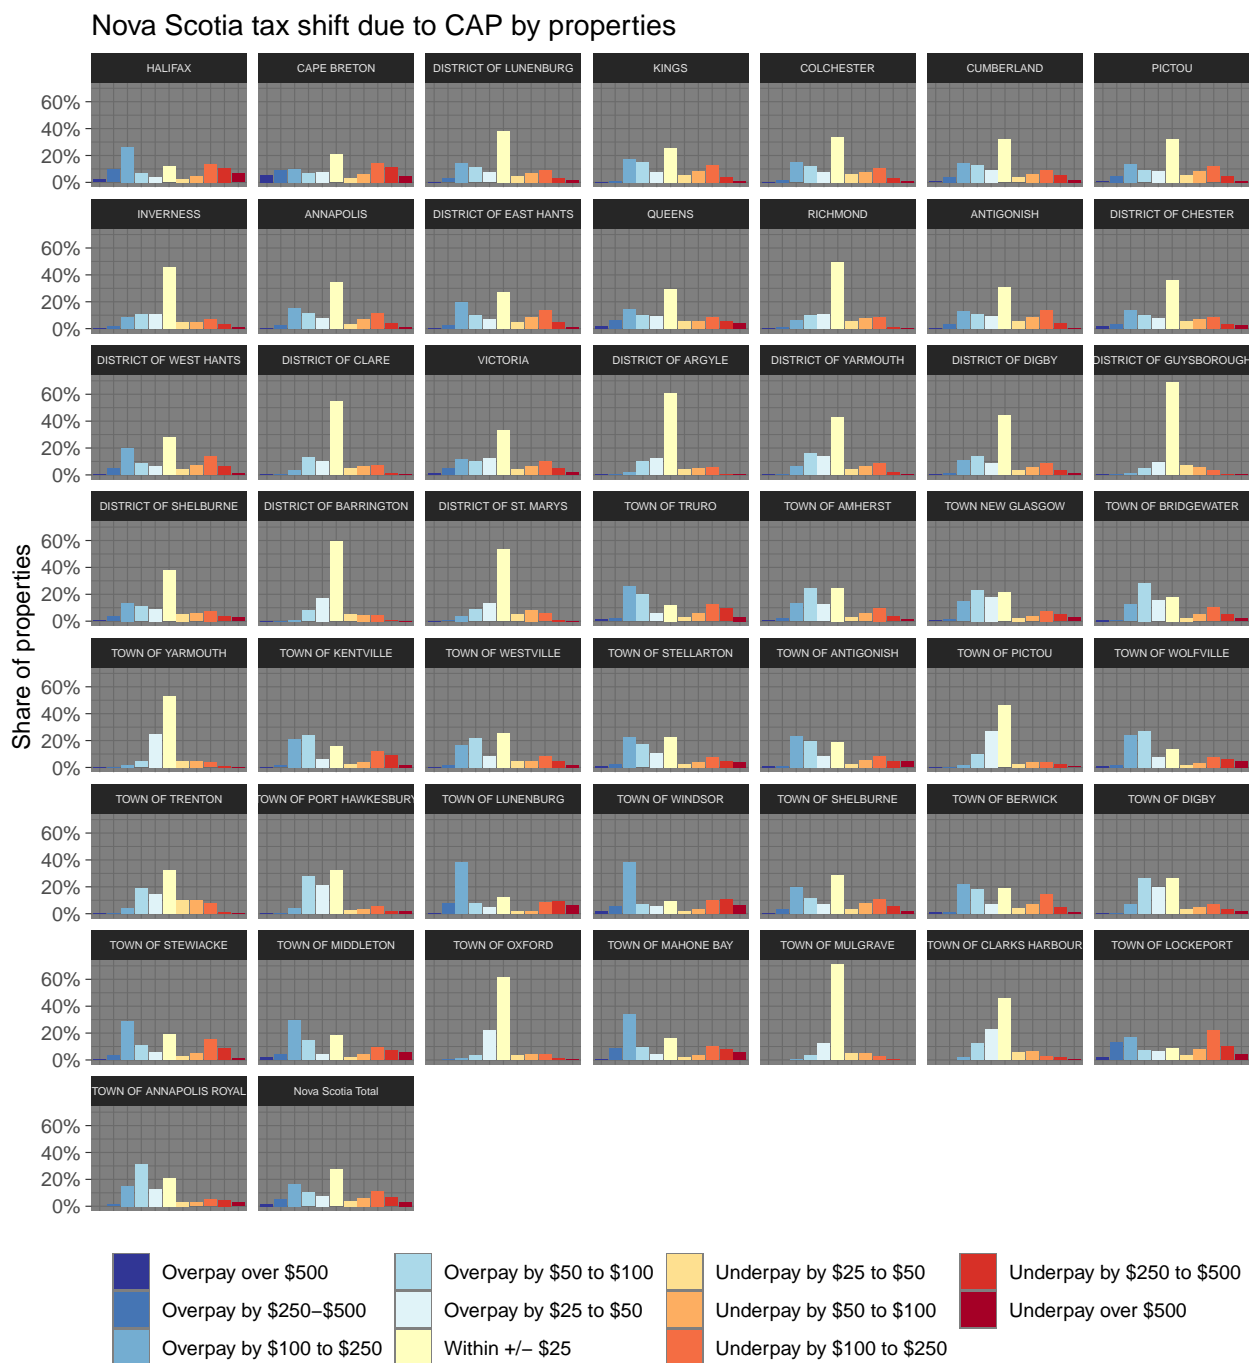 Nova Scotia tax shift due to CAP by properties
HALIFAX
CAPE BRETON
DISTRICT OF LUNENBURG
KINGS
COLCHESTER
CUMBERLAND
PICTOU
60%
40%
20%
0%
INVERNESS
ANNAPOLIS
DISTRICT OF EAST HANTS
QUEENS
RICHMOND
ANTIGONISH
DISTRICT OF CHESTER
60%
40%
20%
0%
DISTRICT OF WEST HANTS
DISTRICT OF CLARE
VICTORIA
DISTRICT OF ARGYLE
DISTRICT OF YARMOUTH
DISTRICT OF DIGBY
DISTRICT OF GUYSBOROUGH
60%
40%
20%
0%
DISTRICT OF SHELBURNE
DISTRICT OF BARRINGTON
DISTRICT OF ST. MARYS
TOWN OF TRURO
TOWN OF AMHERST
TOWN NEW GLASGOW
TOWN OF BRIDGEWATER
60%
40%
20%
0%
Share of properties
TOWN OF YARMOUTH
TOWN OF KENTVILLE
TOWN OF WESTVILLE
TOWN OF STELLARTON
TOWN OF ANTIGONISH
TOWN OF PICTOU
TOWN OF WOLFVILLE
60%
40%
20%
0%
TOWN OF TRENTON
TOWN OF PORT HAWKESBURY
TOWN OF LUNENBURG
TOWN OF WINDSOR
TOWN OF SHELBURNE
TOWN OF BERWICK
TOWN OF DIGBY
60%
40%
20%
0%
TOWN OF STEWIACKE
TOWN OF MIDDLETON
TOWN OF OXFORD
TOWN OF MAHONE BAY
TOWN OF MULGRAVE
TOWN OF CLARKS HARBOUR
TOWN OF LOCKEPORT
60%
40%
20%
0%
TOWN OF ANNAPOLIS ROYAL
Nova Scotia Total
60%
40%
20%
0%
Overpay over $500
Overpay by $250–$500
Overpay by $100 to $250
Overpay by $50 to $100
Overpay by $25 to $50
Within +/– $25
Underpay by $25 to $50
Underpay by $50 to $100
Underpay by $100 to $250
Underpay by $250 to $500
Underpay over $500